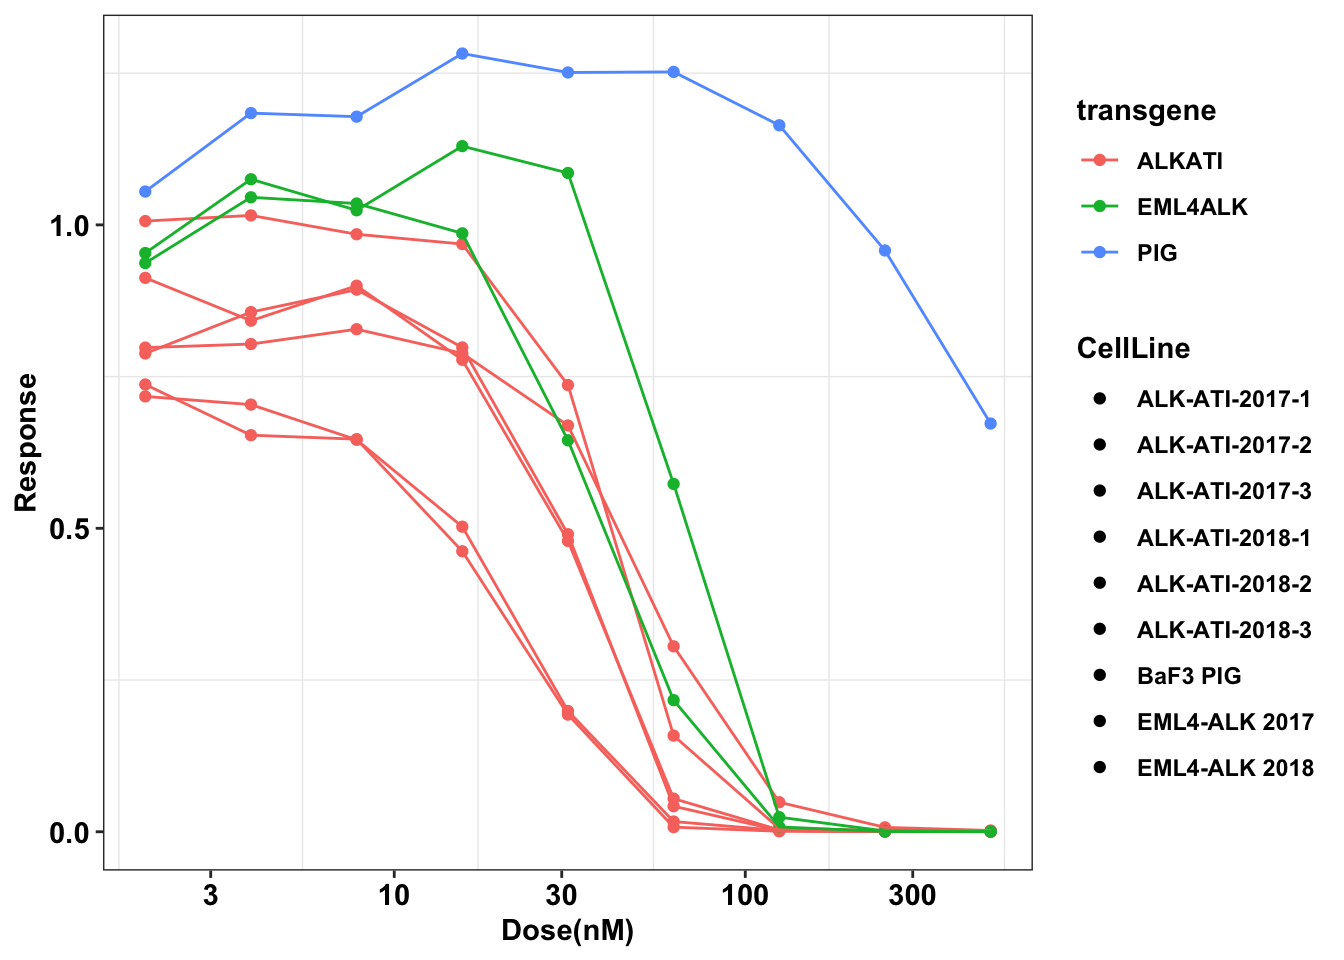 Response
1.0
0.5
0.0
3
10
30
100
300
Dose(nM)
transgene
ALKATI
EML4ALK
PIG
CellLine
ALK-ATI-2017-1
ALK-ATI-2017-2
ALK-ATI-2017-3
ALK-ATI-2018-1
ALK-ATI-2018-2
ALK-ATI-2018-3
BaF3 PIG
EML4-ALK 2017
EML4-ALK 2018